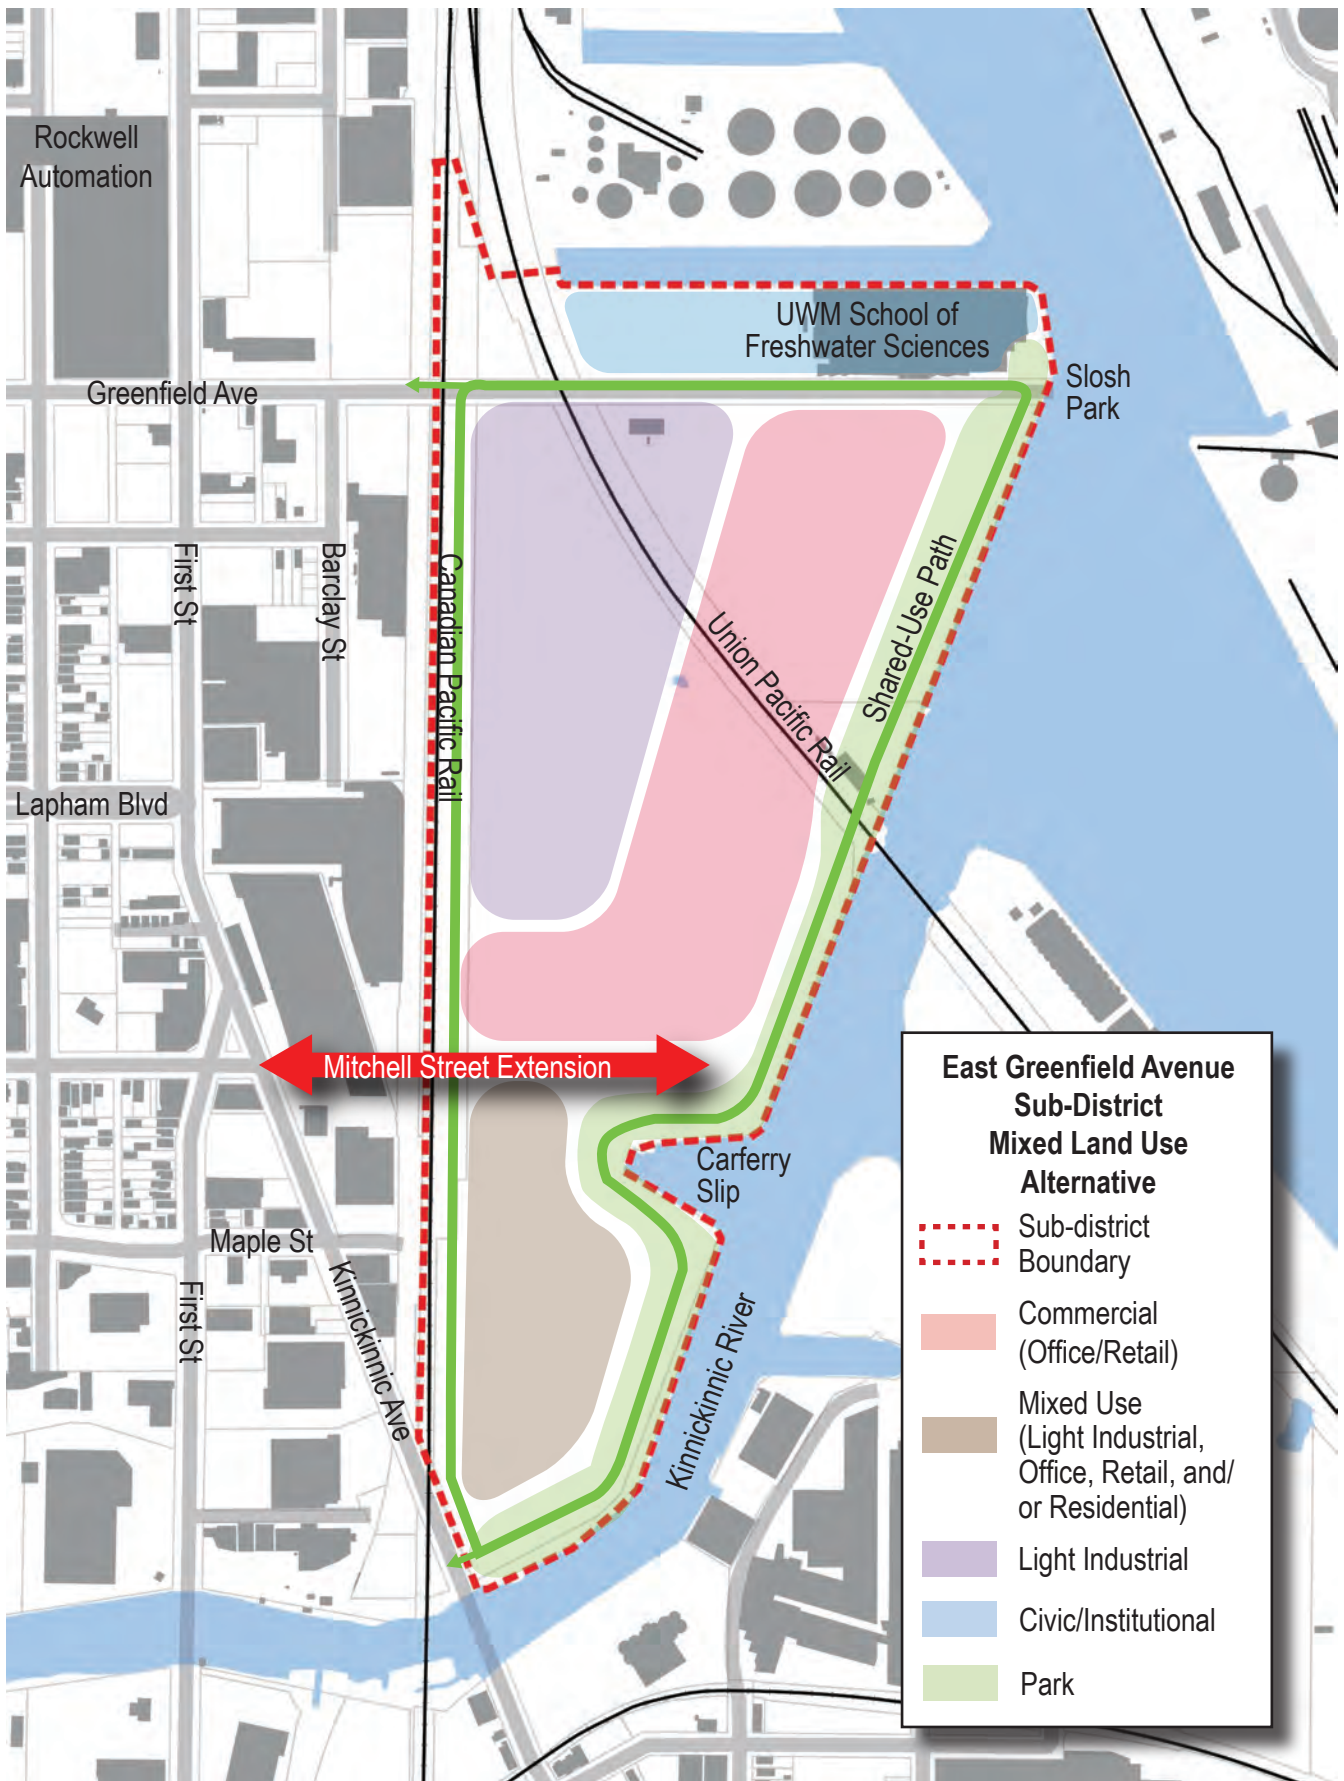 Rockwell
Automation
UWM School of
Freshwater Sciences
Slosh
Park
Greenfield Ave
First St
Barclay St
Canadian Pacific Rail
Union Pacific Rail
Shared-Use Path
Lapham Blvd
Mitchell Street Extension
Carferry
Slip
Maple St
First St
Kinnickinnic Ave
Kinnickinnic River
East Greenfield Avenue
Sub-District
Mixed Land Use
Alternative
Sub-district
Boundary
Commercial
(Office/Retail)
Mixed Use
(Light Industrial,
Office, Retail, and/
or Residential)
Light Industrial
Civic/Institutional
Park